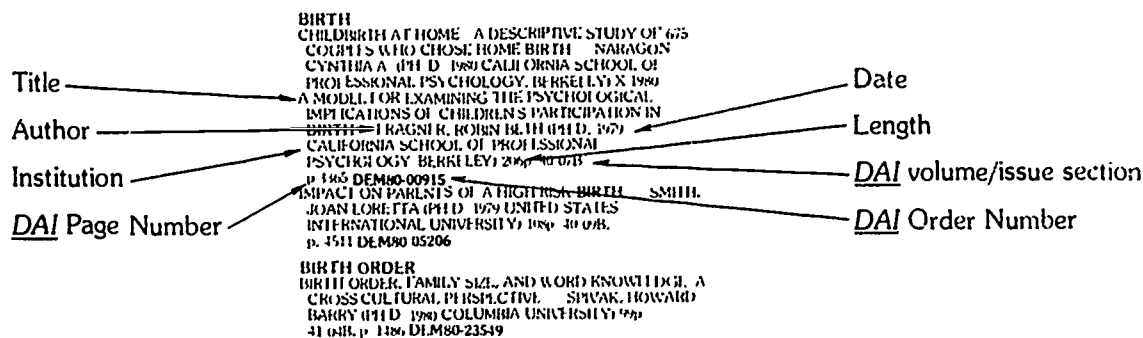 BIRTH
CHILDBIRTH AT HOME A DESCRIPTIVE STUDY OF 675
COUPLES WHO CHOSE HOME BIRTH NARAGON
CYNTHIA A (PH D 1980 CALIFORNIA SCHOOL OF
PROFESSIONAL PSYCHOLOGY, BERKELEY) X 1980
A MODEL FOR EXAMINING THE PSYCHOLOGICAL
IMPLICATIONS OF CHILDREN'S PARTICIPATION IN
BIRTH FRAGNER, ROBIN BETH (PH D, 1979
CALIFORNIA SCHOOL OF PROFESSIONAL
PSYCHOLOGY BERKELEY) 40 07B
p DEM80-00915
IMPACT ON PARENTS OF A HIGH RISK BIRTH SMITH,
JOAN LORETTA (PH D 1979 UNITED STATES
INTERNATIONAL UNIVERSITY) 108p 40 09B,
p. 4511 DEM80 05206
BIRTH ORDER
BIRTH ORDER, FAMILY SIZE, AND WORD KNOWLEDGE, A
CROSS CULTURAL PERSPECTIVE SPIVAK, HOWARD
BARRY (PH D 1980 COLUMBIA UNIVERSITY) 99p
41 04B, p 1486 DEM80-23549
Title
Author
Institution
DAI Page Number
Date
Length
DAI volume/issue section
DAI Order Number